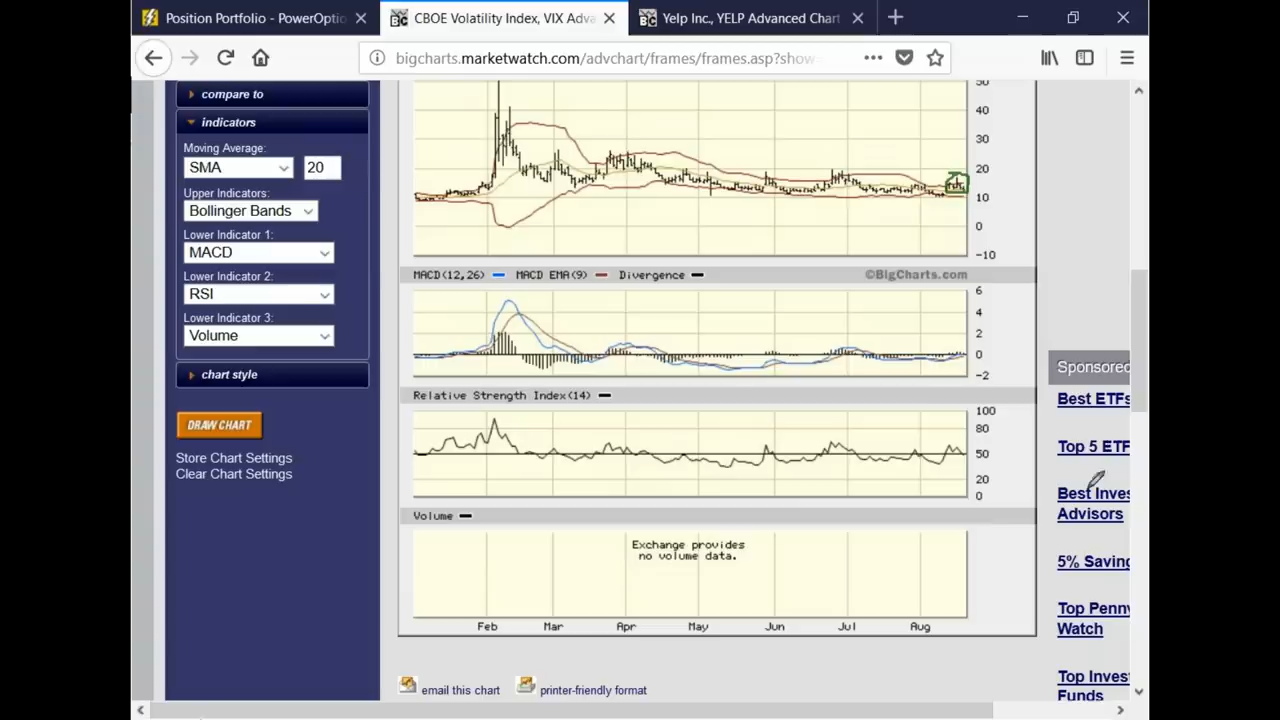 Position Portfolio - PowerOptio
CBOE Volatility Index, VIX Adva
Yelp Inc., YELP Advanced Chart
bigcharts.marketwatch.com/advchart/frames/frames.asp?show
compare to
indicators
Moving Average:
SMA 20
Upper Indicators:
Bollinger Bands
Lower Indicator 1:
MACD
Lower Indicator 2:
RSI
Lower Indicator 3:
Volume
chart style
DRAW CHART
Store Chart Settings
Clear Chart Settings
50
40
30
20
10
0
-10
MACD(12,26) MACD EMA(9) Divergence ©BigCharts.com
6
4
2
0
-2
Relative Strength Index(14)
100
80
50
20
0
Volume
Exchange provides
no volume data.
Feb Mar Apr May Jun Jul Aug
email this chart printer-friendly format
Sponsored
Best ETFs
Top 5 ETF
Best Inves
Advisors
5% Saving
Top Penny
Watch
Top Invest
Funds